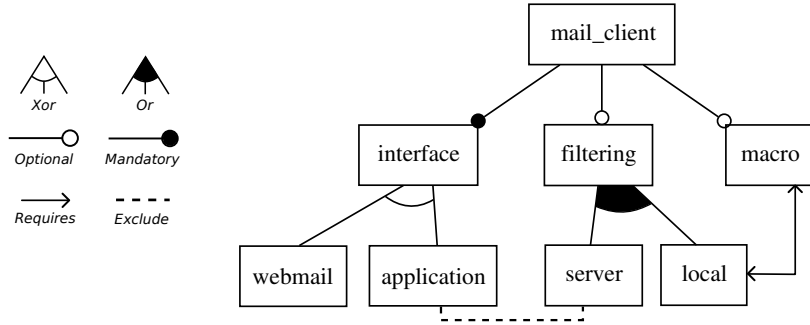 mail_client
Xor
Or
Optional
Mandatory
Requires
Exclude
interface
filtering
macro
webmail
application
server
local